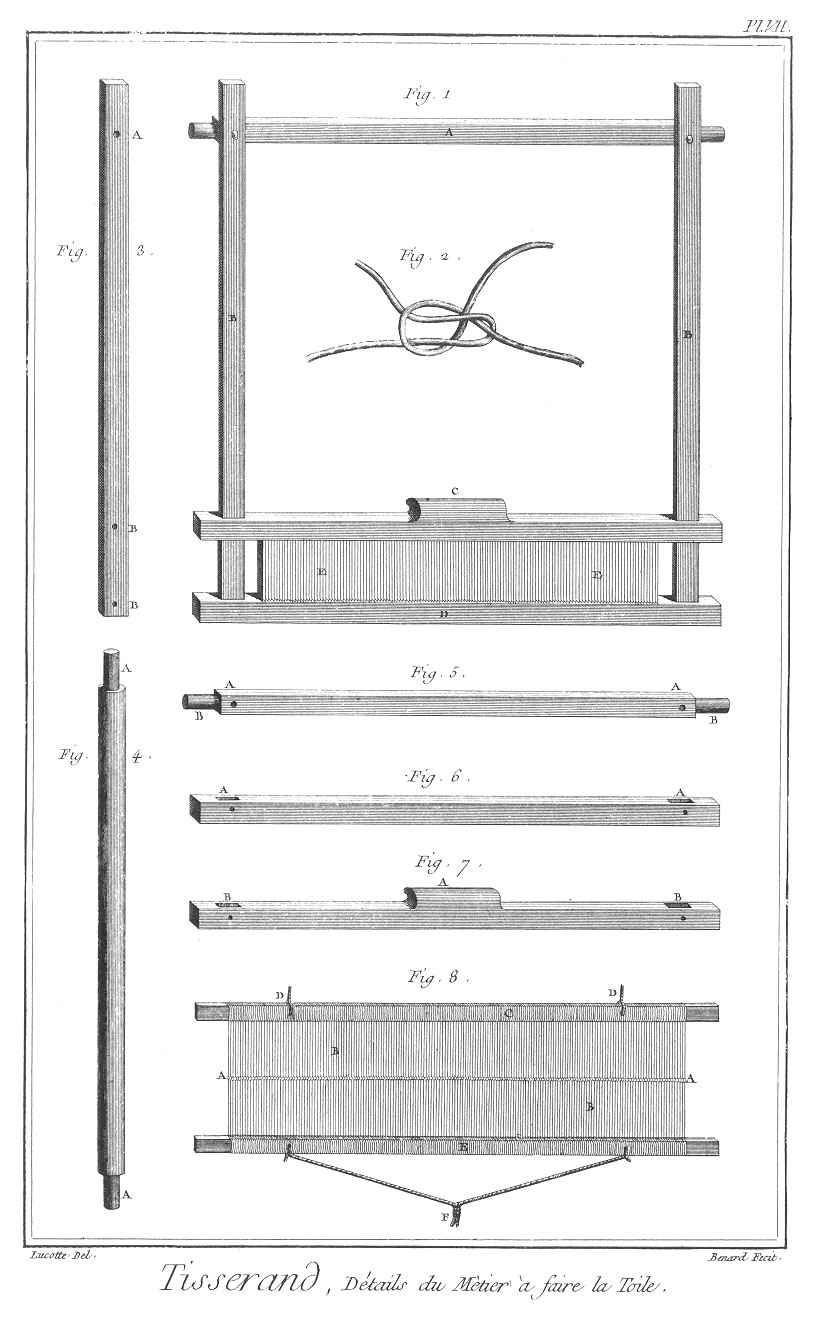 Pl. VII.
Fig. 1
A
A
Fig. 3.
Fig. 2.
B
B
C
B
E
E
B
D
A
Fig. 5.
A
A
B
B
Fig. 4.
Fig. 6.
A
A
Fig. 7.
A
B
B
Fig. 8.
D
D
C
B
A
A
B
E
A
F
Lucotte Del.
Benard Fecit.
Tisserand, Détails du Métier à faire la Toile.